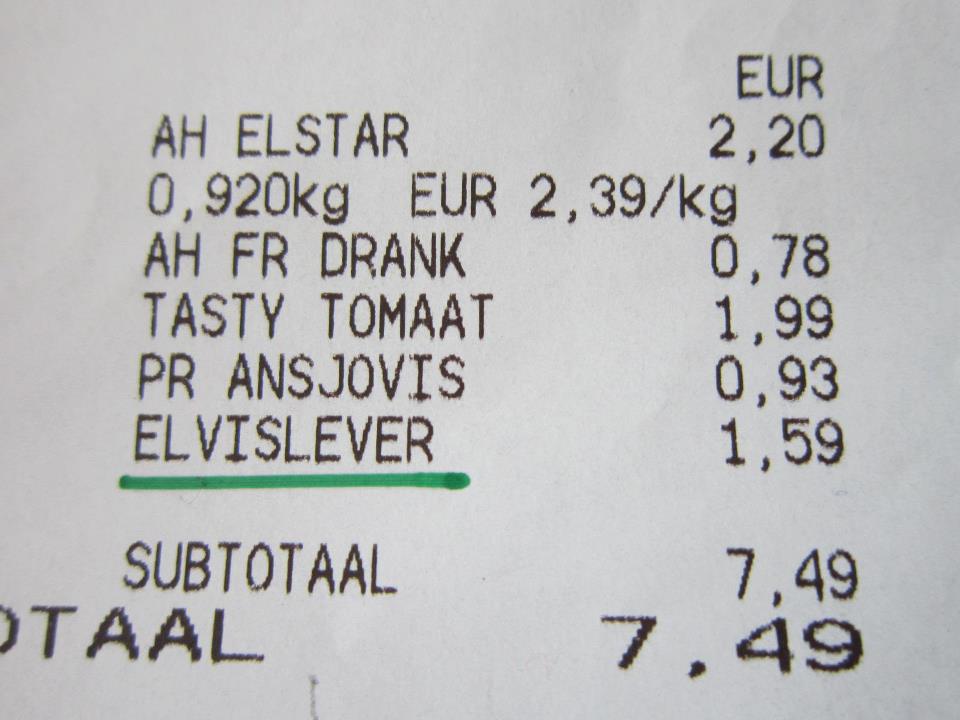 EUR
AH ELSTAR 2,20
0,920kg EUR 2,39/kg
AH FR DRANK 0,78
TASTY TOMAAT 1,99
PR ANSJOVIS 0,93
ELVISLEVER 1,59
SUBTOTAAL 7,49
OTAAL 7.49